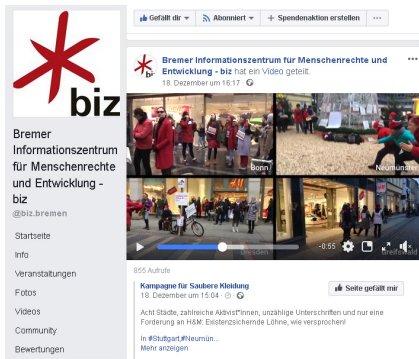 Gefällt dir
Abonniert
Spendenaktion erstellen
biz
Bremer
Informationszentrum
für Menschenrechte
und Entwicklung -
biz
@biz.bremen
Startseite
Info
Veranstaltungen
Fotos
Videos
Community
Bewertungen
biz
Bremer Informationszentrum für Menschenrechte und
Entwicklung - biz hat ein Video geteilt.
18. Dezember um 16:17
Bonn
Neumünster
Dresden
Greifswald
-0:55
855 Aufrufe
Kampagne für Saubere Kleidung
18. Dezember um 15:04
Seite gefällt mir
Acht Städte, zahlreiche Aktivist*innen, unzählige Unterschriften und nur eine
Forderung an H&M: Existenzsichernde Löhne, wie versprochen!
In #Stuttgart,#Neumün...
Mehr anzeigen